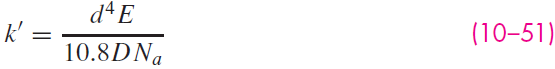 k′ = d⁴E / 10.8DNₐ (10–51)